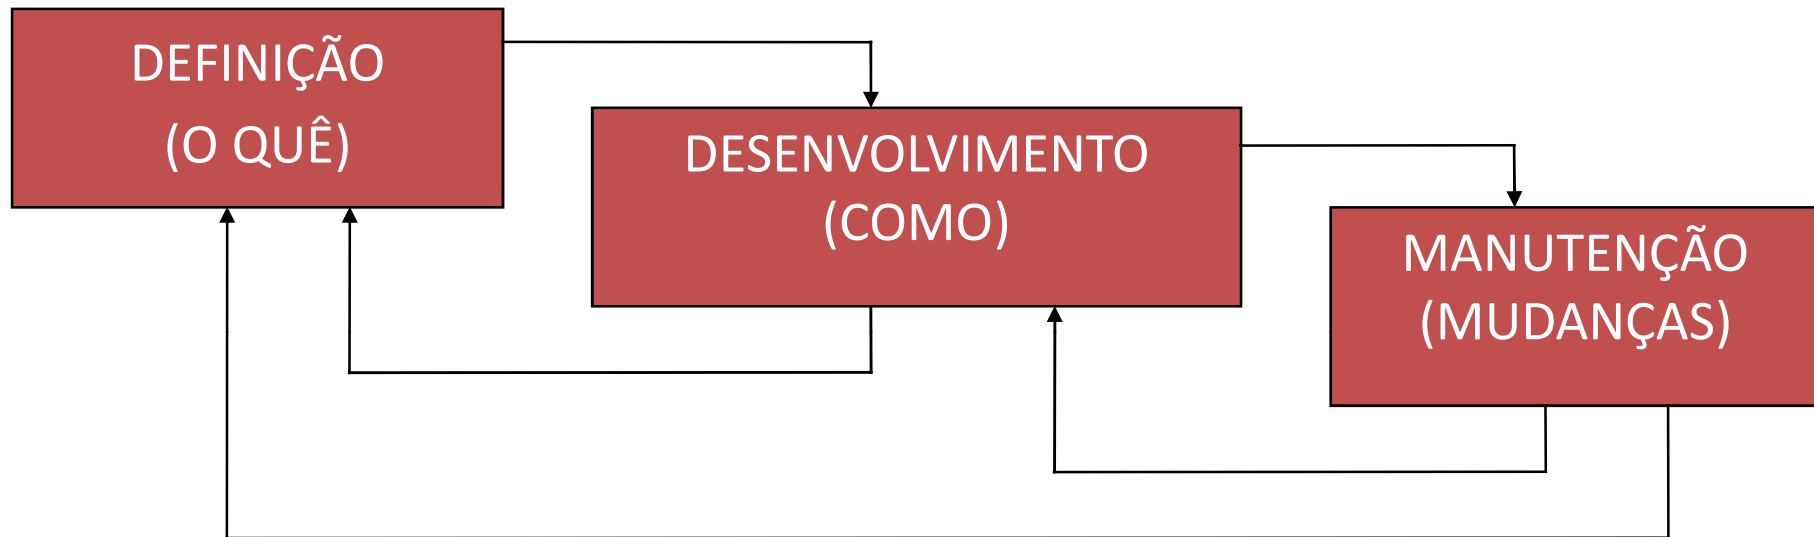 DEFINIÇÃO
(O QUÊ)
DESENVOLVIMENTO
(COMO)
MANUTENÇÃO
(MUDANÇAS)